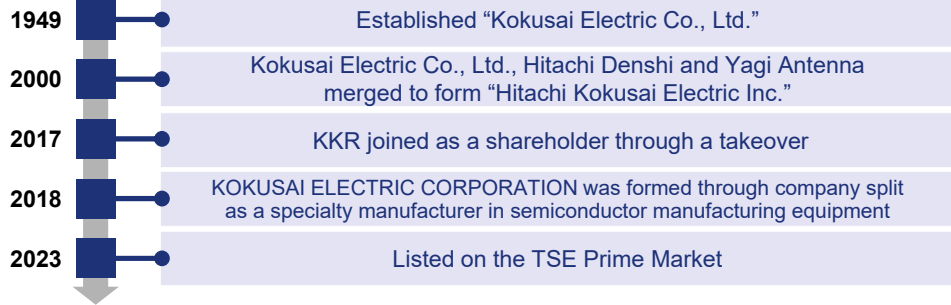 1949
Established “Kokusai Electric Co., Ltd.”
2000
Kokusai Electric Co., Ltd., Hitachi Denshi and Yagi Antenna
merged to form “Hitachi Kokusai Electric Inc.”
2017
KKR joined as a shareholder through a takeover
2018
KOKUSAI ELECTRIC CORPORATION was formed through company split
as a specialty manufacturer in semiconductor manufacturing equipment
2023
Listed on the TSE Prime Market